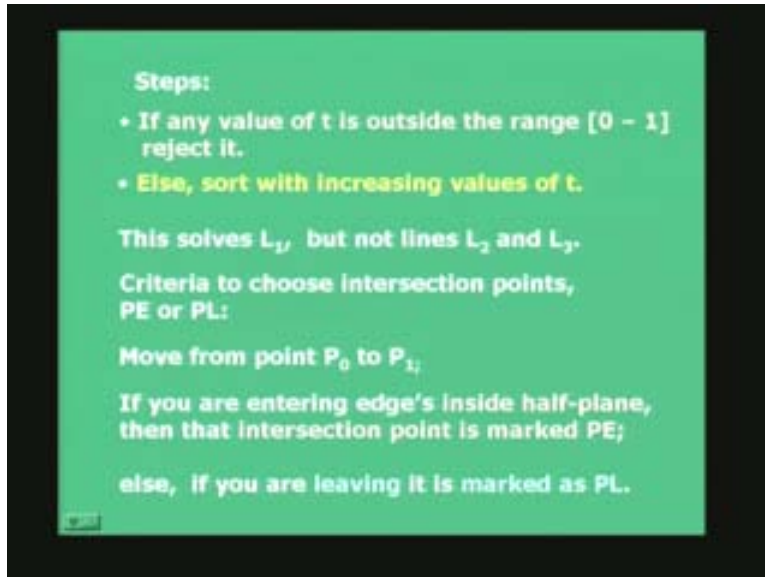 Steps:
• If any value of t is outside the range [0 – 1]
reject it.
• Else, sort with increasing values of t.
This solves L₁, but not lines L₂ and L₃.
Criteria to choose intersection points,
PE or PL:
Move from point P₀ to P₁;
If you are entering edge's inside half-plane,
then that intersection point is marked PE;
else, if you are leaving it is marked as PL.